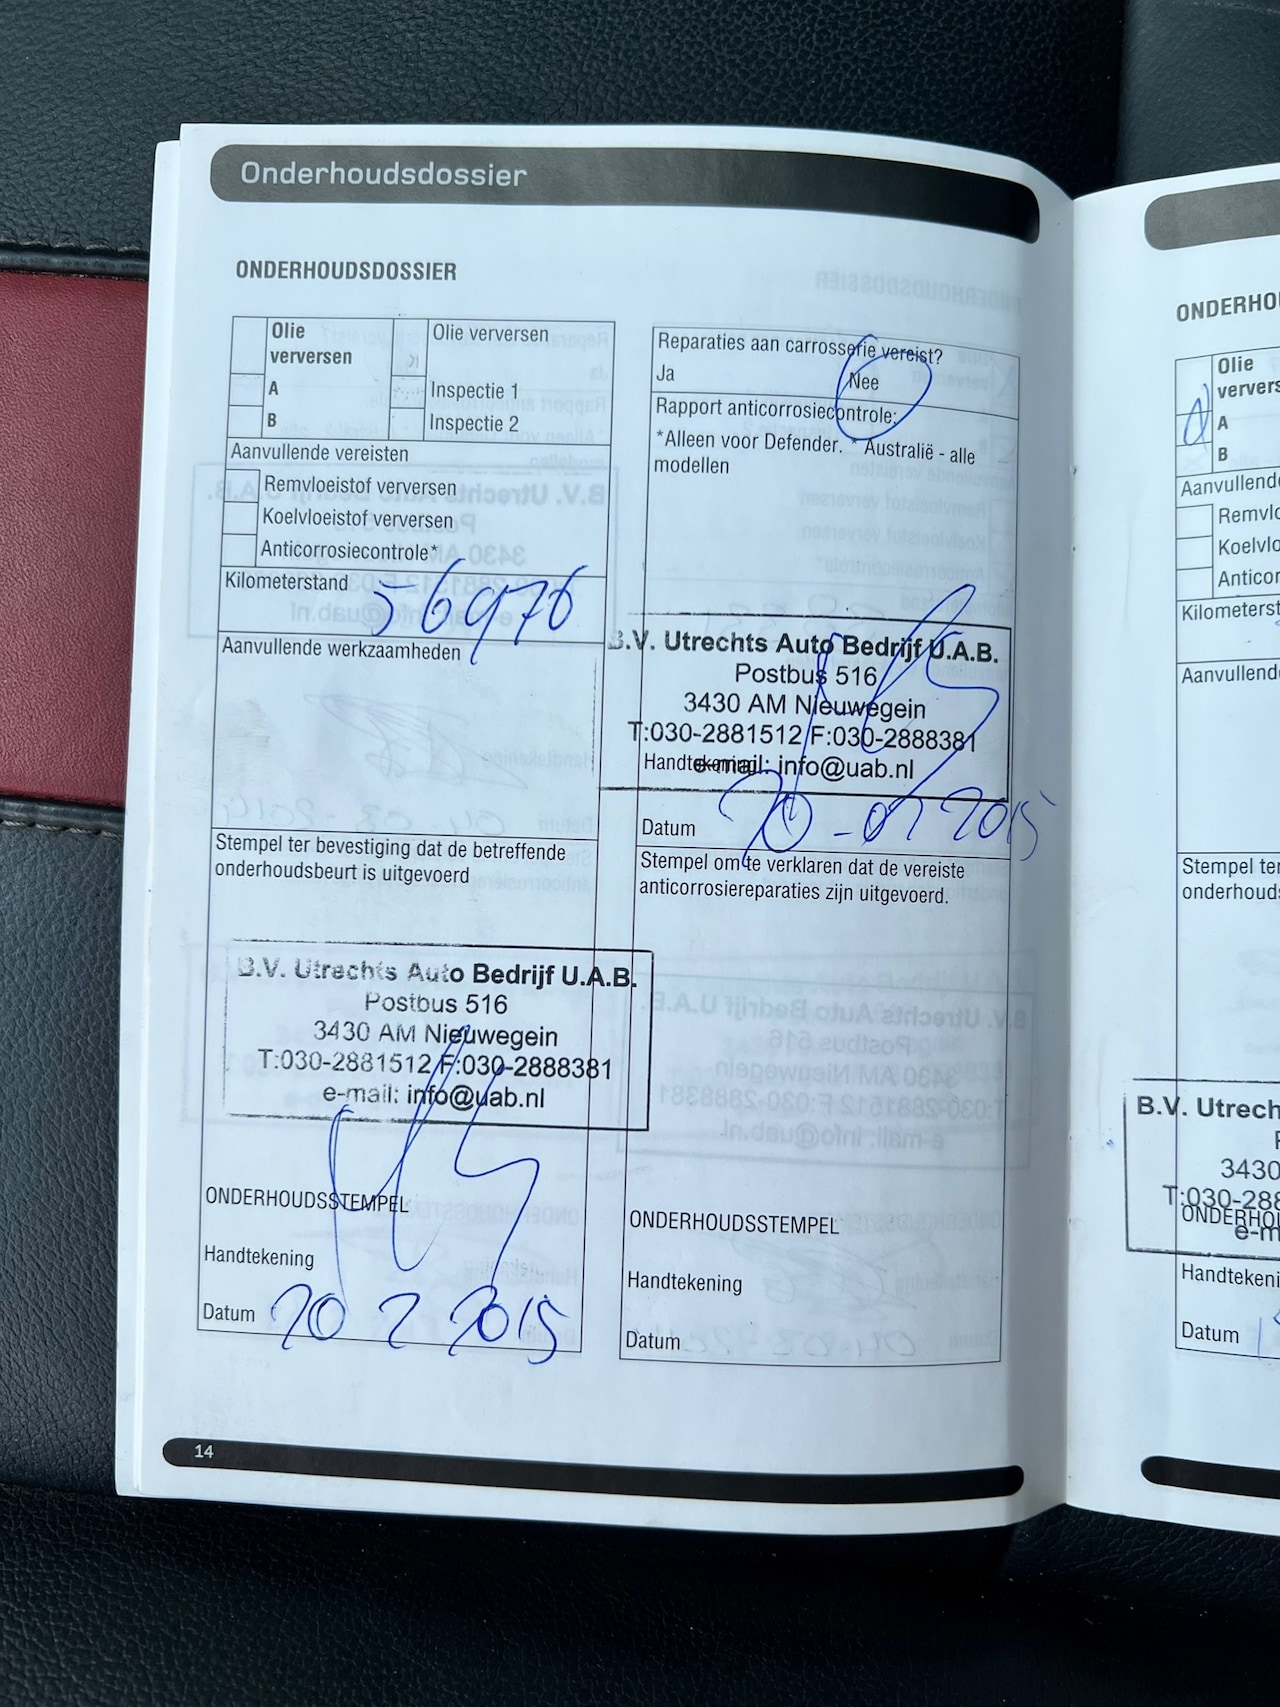 Onderhoudsdossier
ONDERHOUDSDOSSIER
Olie verversen
Olie verversen
A
Inspectie 1
B
Inspectie 2
Aanvullende vereisten
Remvloeistof verversen
Koelvloeistof verversen
Anticorrosiecontrole*
Kilometerstand 56976
Aanvullende werkzaamheden
Stempel ter bevestiging dat de betreffende
onderhoudsbeurt is uitgevoerd
B.V. Utrechts Auto Bedrijf U.A.B.
Postbus 516
3430 AM Nieuwegein
T:030-2881512 F:030-2888381
e-mail: info@uab.nl
ONDERHOUDSSTEMPEL
Handtekening
Datum 20 2 2015
Reparaties aan carrosserie vereist?
Ja Nee
Rapport anticorrosiecontrole:
*Alleen voor Defender. * Australië - alle
modellen
B.V. Utrechts Auto Bedrijf U.A.B.
Postbus 516
3430 AM Nieuwegein
T:030-2881512 F:030-2888381
Handtekening
e-mail: info@uab.nl
Datum 20-02 2015
Stempel om te verklaren dat de vereiste
anticorrosiereparaties zijn uitgevoerd.
ONDERHOUDSSTEMPEL
Handtekening
Datum
14
ONDERHO
Olie
ververs
A
B
Aanvullende
Remvlo
Koelvlo
Anticor
Kilometerst
Aanvullend
Stempel ter
onderhouds
B.V. Utrech
P
3430
T:030-288
ONDERHOU
e-m
Handtekeni
Datum